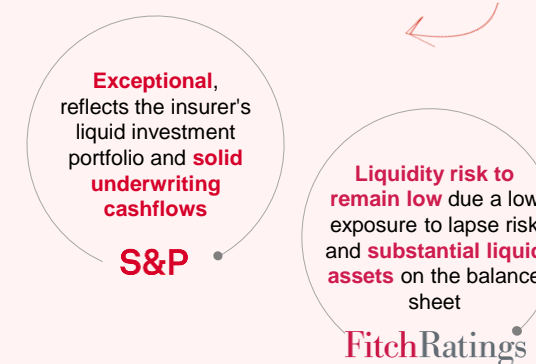 Exceptional,
reflects the insurer's
liquid investment
portfolio and solid
underwriting
cashflows
S&P
Liquidity risk to
remain low due a low
exposure to lapse risk
and substantial liquid
assets on the balance
sheet
FitchRatings